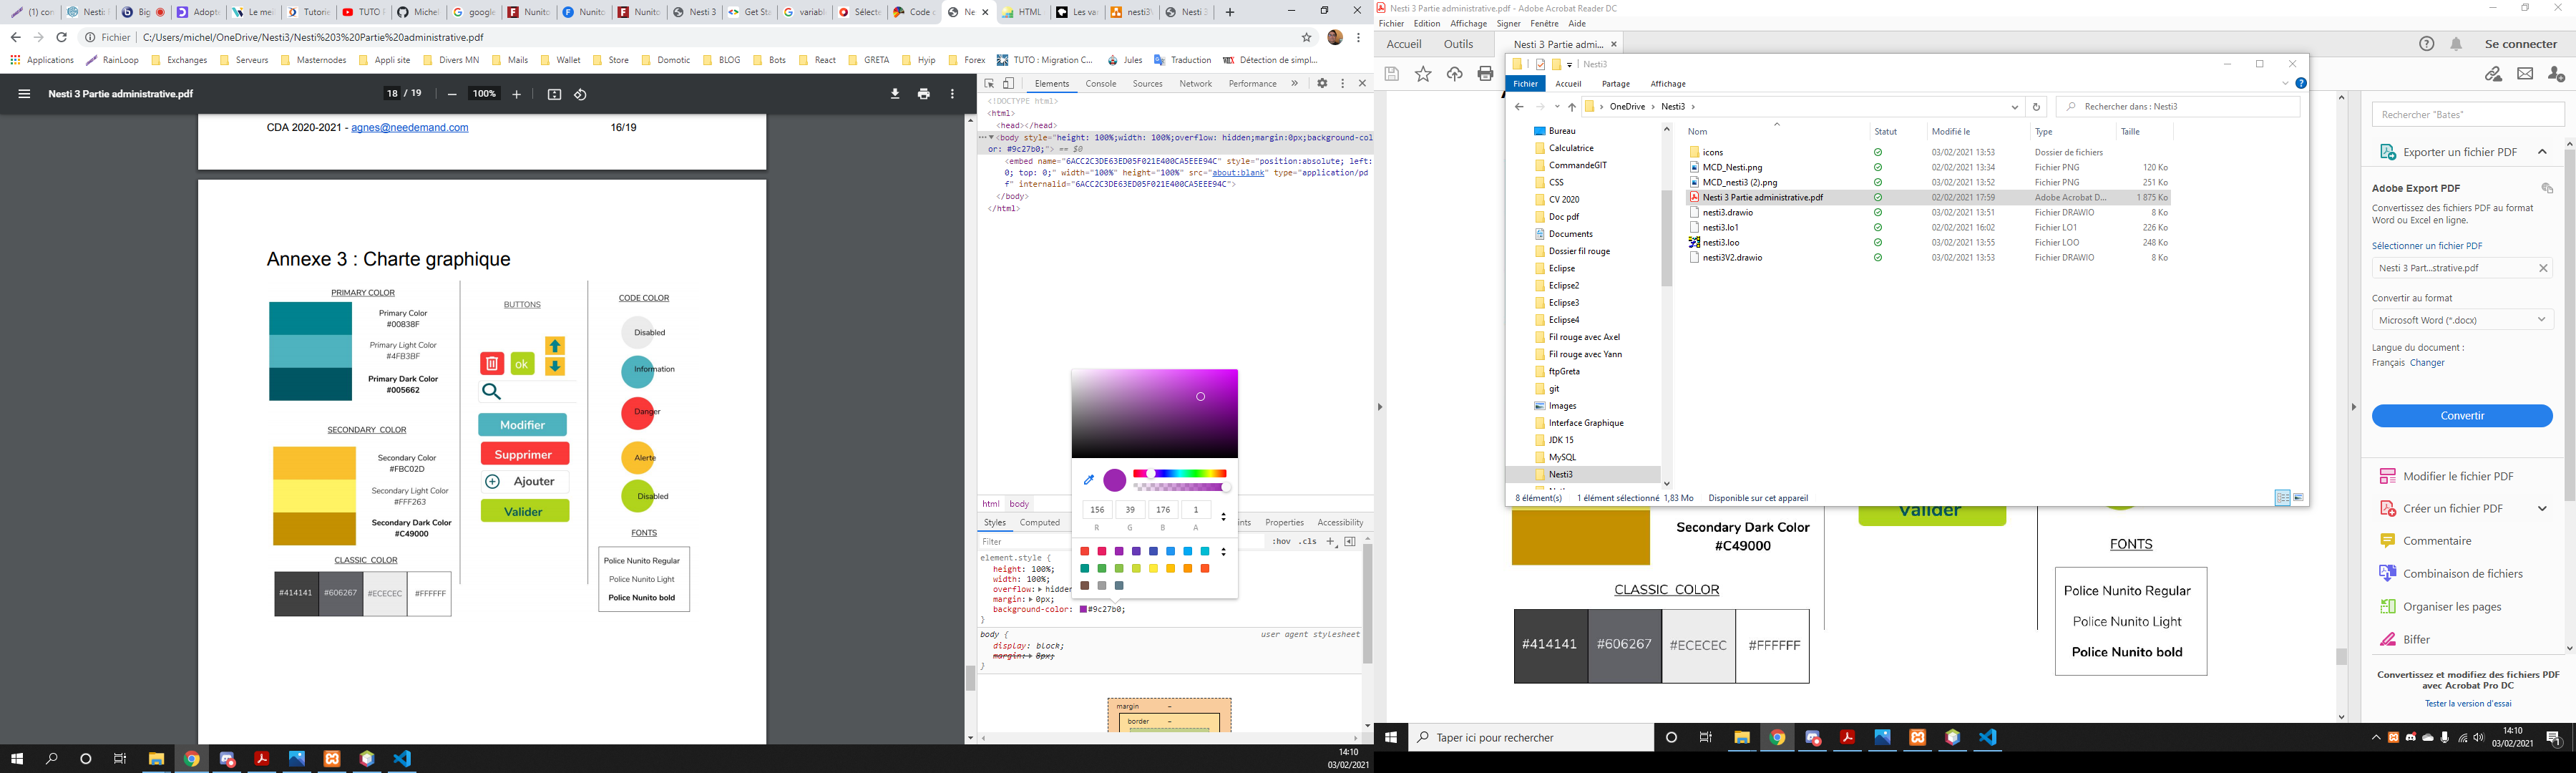 (1) con
Nesti
Big
Adopte
Le mei
Tutorie
TUTO F
Michel
google
Nunito
Nunito
Nunito
Nesti 3
Get Sta
variable
Sélecte
Code c
Ne
HTML
Les va
nesti3V
Nesti 3
Fichier
C:/Users/michel/OneDrive/Nesti3/Nesti%203%20Partie%20administrative.pdf
Applications
RainLoop
Exchanges
Serveurs
Masternodes
Appli site
Divers MN
Mails
Wallet
Store
Domotic
BLOG
Bots
React
GRETA
Hyip
Forex
TUTO : Migration C...
Jules
Traduction
Détection de simpl...
Nesti 3 Partie administrative.pdf
18 / 19
100%
CDA 2020-2021 - agnes@needemand.com
16/19
Annexe 3 : Charte graphique
PRIMARY COLOR
Primary Color
#00838F
Primary Light Color
#4FB3BF
Primary Dark Color
#005662
SECONDARY COLOR
Secondary Color
#FBC02D
Secondary Light Color
#FFF263
Secondary Dark Color
#C49000
CLASSIC COLOR
#414141
#606267
#ECECEC
#FFFFFF
BUTTONS
ok
Modifier
Supprimer
Ajouter
Valider
CODE COLOR
Disabled
Information
Danger
Alerte
Disabled
FONTS
Police Nunito Regular
Police Nunito Light
Police Nunito bold
Elements
Console
Sources
Network
Performance
<!DOCTYPE html>
<html>
<head></head>
<body style="height: 100%;width: 100%;overflow: hidden;margin:0px;background-col
or: #9c27b0;"> == $0
<embed name="6ACC2C3DE63ED05F021E400CA5EEE94C" style="position:absolute; left:
0; top: 0;" width="100%" height="100%" src="about:blank" type="application/pd
f" internalid="6ACC2C3DE63ED05F021E400CA5EEE94C">
</body>
</html>
156
39
176
1
R
G
B
A
html
body
Styles
Computed
ints
Properties
Accessibility
Filter
:hov
.cls
element.style {
height: 100%;
width: 100%;
overflow: hidden
margin: 0px;
background-color: #9c27b0;
}
body {
user agent stylesheet
display: block;
margin: 8px;
}
margin
-
border
-
14:10
03/02/2021
Nesti 3 Partie administrative.pdf - Adobe Acrobat Reader DC
Fichier
Edition
Affichage
Signer
Fenêtre
Aide
Accueil
Outils
Nesti 3 Partie admi...
Se connecter
Nesti3
Fichier
Accueil
Partage
Affichage
OneDrive
Nesti3
Rechercher dans : Nesti3
Bureau
Calculatrice
CommandeGIT
CSS
CV 2020
Doc pdf
Documents
Dossier fil rouge
Eclipse
Eclipse2
Eclipse3
Eclipse4
Fil rouge avec Axel
Fil rouge avec Yann
ftpGreta
git
Images
Interface Graphique
JDK 15
MySQL
Nesti3
Nom
Statut
Modifié le
Type
Taille
icons
03/02/2021 13:53
Dossier de fichiers
MCD_Nesti.png
02/02/2021 13:34
Fichier PNG
120 Ko
MCD_nesti3 (2).png
03/02/2021 13:52
Fichier PNG
251 Ko
Nesti 3 Partie administrative.pdf
02/02/2021 17:59
Adobe Acrobat D...
1 875 Ko
nesti3.drawio
03/02/2021 13:51
Fichier DRAWIO
8 Ko
nesti3.lo1
02/02/2021 16:02
Fichier LO1
226 Ko
nesti3.loo
03/02/2021 13:55
Fichier LOO
248 Ko
nesti3V2.drawio
03/02/2021 13:53
Fichier DRAWIO
8 Ko
8 élément(s)
1 élément sélectionné 1,83 Mo
Disponible sur cet appareil
Valider
Secondary Dark Color
#C49000
CLASSIC COLOR
#414141
#606267
#ECECEC
#FFFFFF
FONTS
Police Nunito Regular
Police Nunito Light
Police Nunito bold
Rechercher "Bates"
Exporter un fichier PDF
Adobe Export PDF
Convertissez des fichiers PDF au format
Word ou Excel en ligne.
Sélectionner un fichier PDF
Nesti 3 Part...strative.pdf
Convertir au format
Microsoft Word (*.docx)
Langue du document :
Français Changer
Convertir
Modifier le fichier PDF
Créer un fichier PDF
Commentaire
Combinaison de fichiers
Organiser les pages
Biffer
Convertissez et modifiez des fichiers PDF
avec Acrobat Pro DC
Tester la version d'essai
Taper ici pour rechercher
14:10
03/02/2021